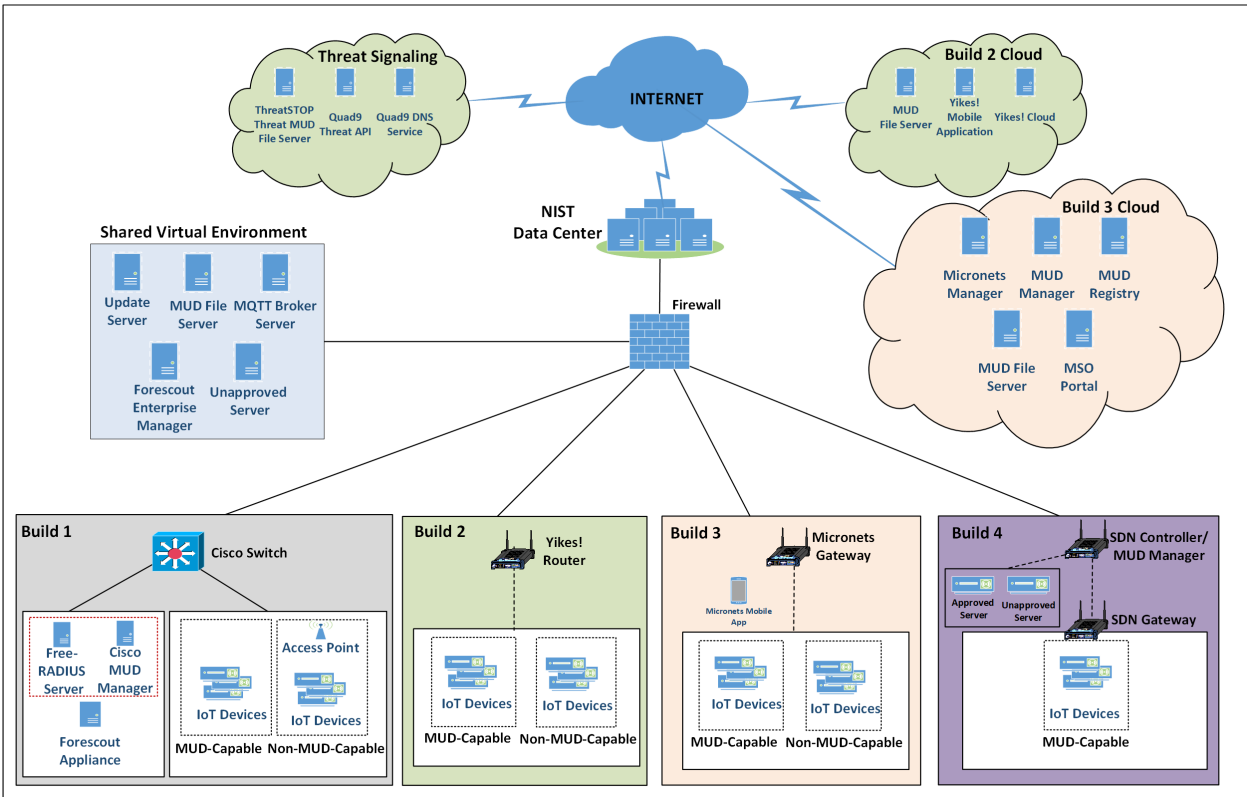 Threat Signaling
ThreatSTOP
Threat MUD
File Server
Quad9
Threat API
Quad9 DNS
Service
INTERNET
Build 2 Cloud
MUD
File Server
Yikes!
Mobile
Application
Yikes! Cloud
NIST
Data Center
Build 3 Cloud
Micronets
Manager
MUD
Manager
MUD
Registry
MUD File
Server
MSO
Portal
Shared Virtual Environment
Update
Server
MUD File
Server
MQTT Broker
Server
Forescout
Enterprise
Manager
Unapproved
Server
Firewall
Build 1
Cisco Switch
Free-
RADIUS
Server
Cisco
MUD
Manager
Forescout
Appliance
IoT Devices
MUD-Capable
Access Point
IoT Devices
Non-MUD-Capable
Build 2
Yikes!
Router
IoT Devices
MUD-Capable
IoT Devices
Non-MUD-Capable
Build 3
Micronets
Gateway
Micronets Mobile
App
IoT Devices
MUD-Capable
IoT Devices
Non-MUD-Capable
Build 4
SDN Controller/
MUD Manager
Approved
Server
Unapproved
Server
SDN Gateway
IoT Devices
MUD-Capable